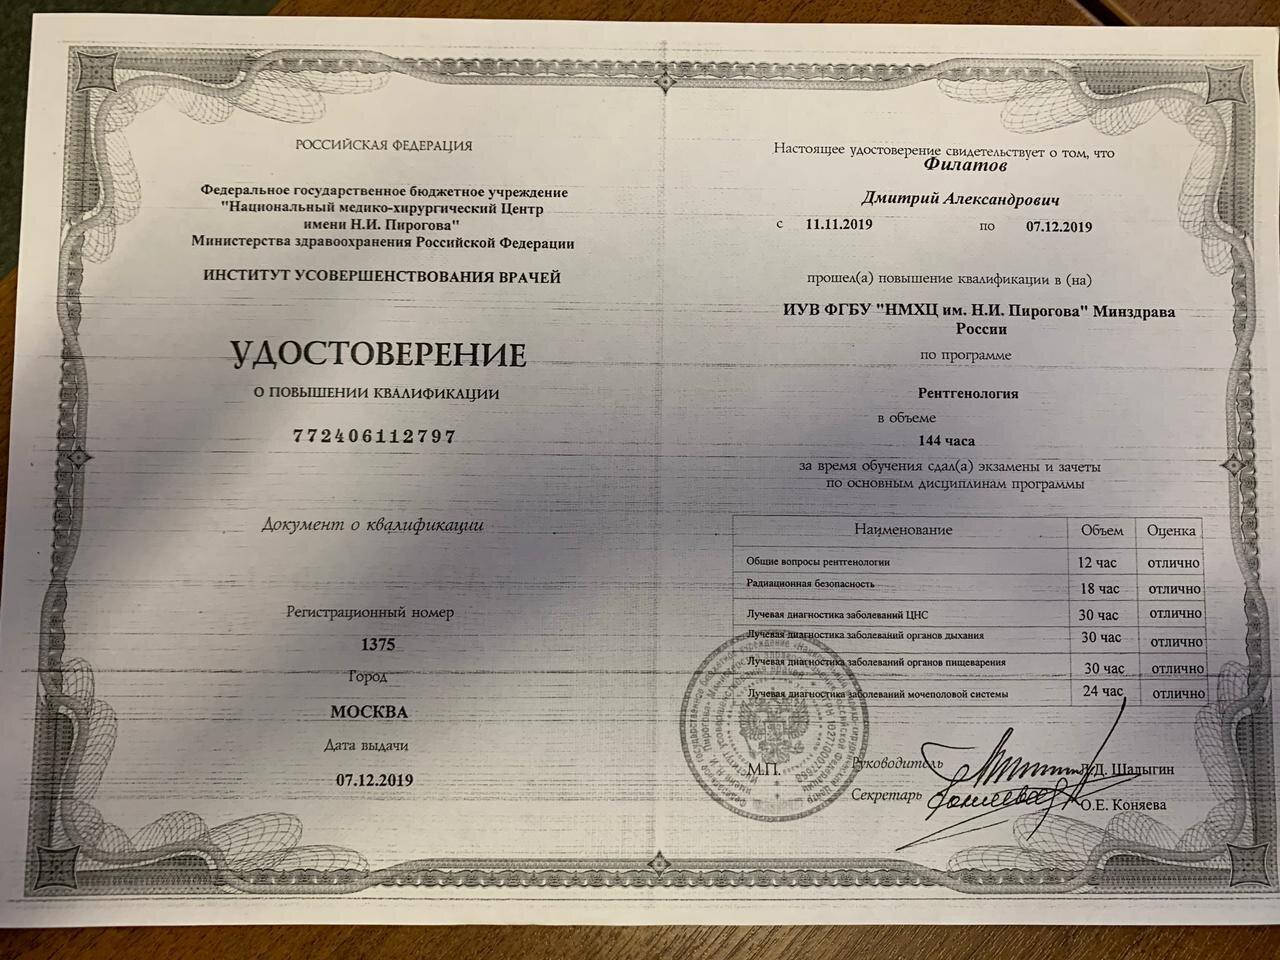 РОССИЙСКАЯ ФЕДЕРАЦИЯ
Федеральное государственное бюджетное учреждение
"Национальный медико-хирургический Центр
имени Н.И. Пирогова"
Министерства здравоохранения Российской Федерации
ИНСТИТУТ УСОВЕРШЕНСТВОВАНИЯ ВРАЧЕЙ
УДОСТОВЕРЕНИЕ
О ПОВЫШЕНИИ КВАЛИФИКАЦИИ
772406112797
Документ о квалификации
Регистрационный номер
1375
Город
МОСКВА
Дата выдачи
07.12.2019
Настоящее удостоверение свидетельствует о том, что
Филатов
Дмитрий Александрович
с 11.11.2019 по 07.12.2019
прошел(а) повышение квалификации в (на)
ИУВ ФГБУ "НМХЦ им. Н.И. Пирогова" Минздрава
России
по программе
Рентгенология
в объеме
144 часа
за время обучения сдал(а) экзамены и зачеты
по основным дисциплинам программы
Наименование Объем Оценка
Общие вопросы рентгенологии 12 час отлично
Радиационная безопасность 18 час отлично
Лучевая диагностика заболеваний ЦНС 30 час отлично
Лучевая диагностика заболеваний органов дыхания 30 час отлично
Лучевая диагностика заболеваний органов пищеварения 30 час отлично
Лучевая диагностика заболеваний мочеполовой системы 24 час отлично
М.П. Руководитель Л.Д. Шалыгин
Секретарь О.Е. Коняева